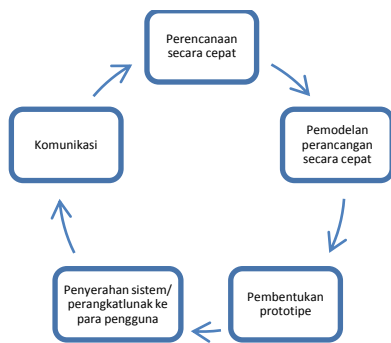 Perencanaan
secara cepat
Komunikasi
Pemodelan
perancangan
secara cepat
Penyerahan sistem/
perangkatlunak ke
para pengguna
Pembentukan
prototipe